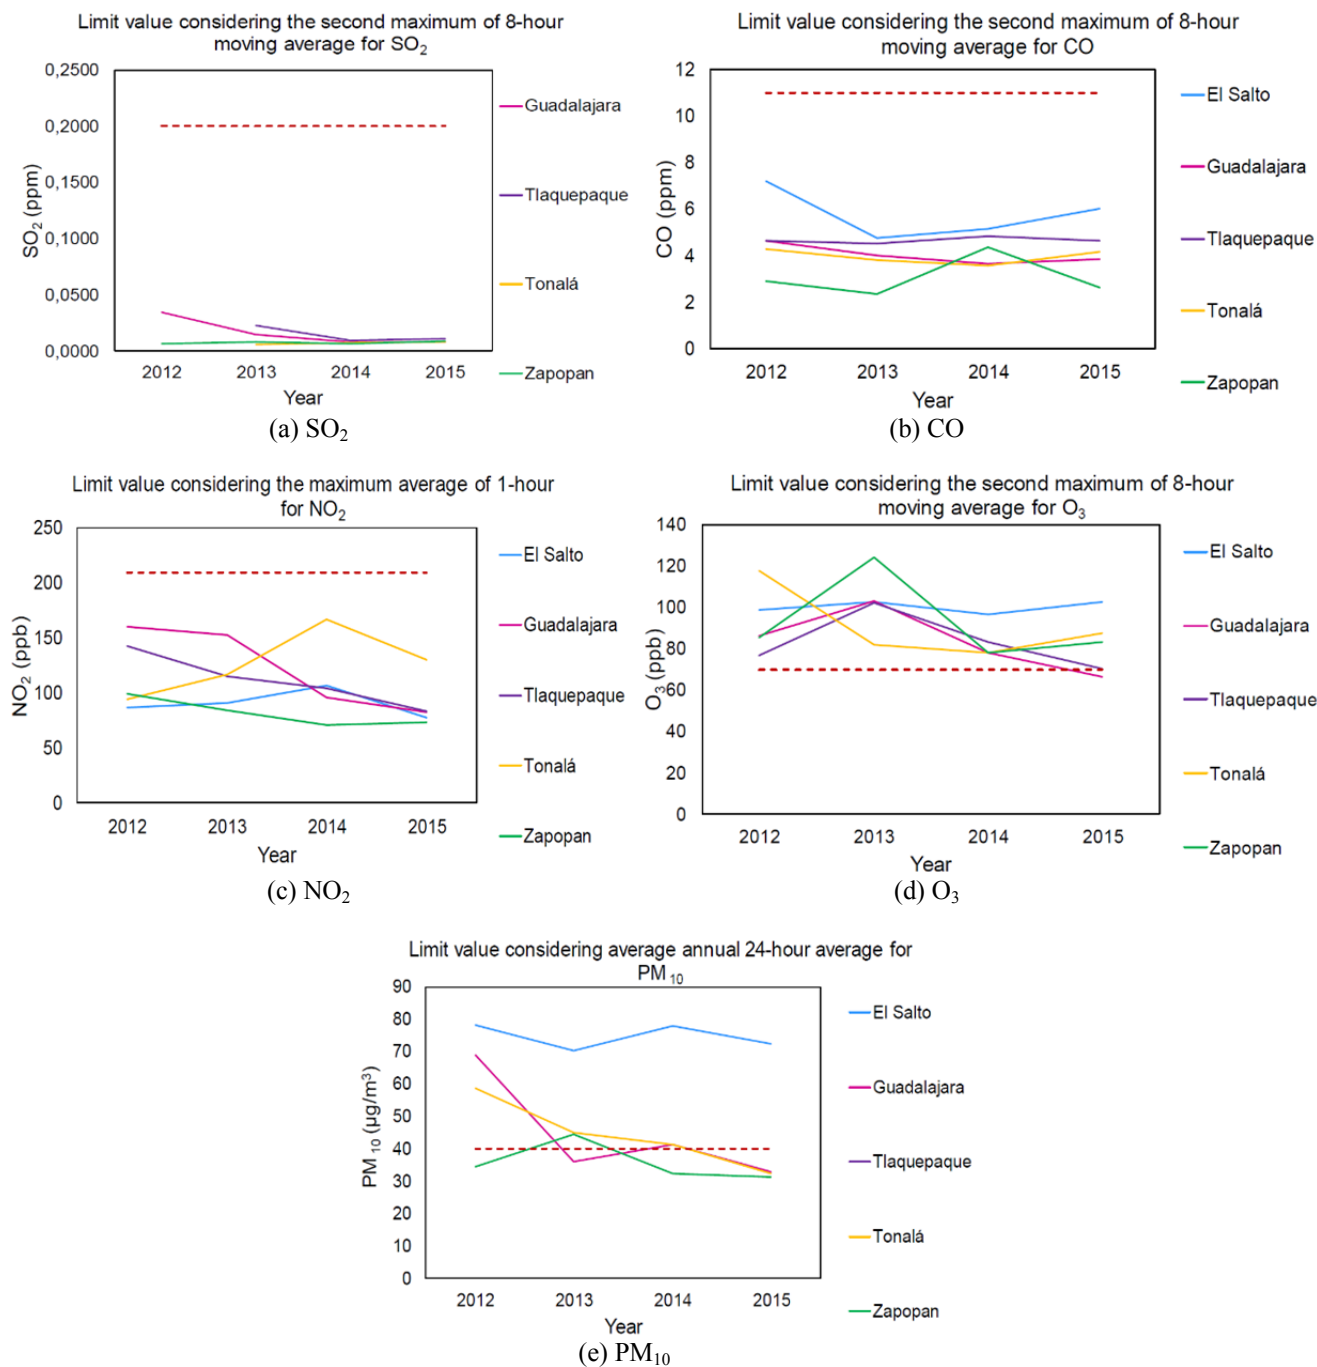 Limit value considering the second maximum of 8-hour
moving average for SO2
0,2500
0,2000
0,1500
0,1000
0,0500
0,0000
SO2 (ppm)
2012 2013 2014 2015
Year
Guadalajara
Tlaquepaque
Tonalá
Zapopan
(a) SO2
Limit value considering the second maximum of 8-hour
moving average for CO
12
10
8
6
4
2
0
CO (ppm)
2012 2013 2014 2015
Year
El Salto
Guadalajara
Tlaquepaque
Tonalá
Zapopan
(b) CO
Limit value considering the maximum average of 1-hour
for NO2
250
200
150
100
50
0
NO2 (ppb)
2012 2013 2014 2015
Year
El Salto
Guadalajara
Tlaquepaque
Tonalá
Zapopan
(c) NO2
Limit value considering the second maximum of 8-hour
moving average for O3
140
120
100
80
60
40
20
0
O3 (ppb)
2012 2013 2014 2015
Year
El Salto
Guadalajara
Tlaquepaque
Tonalá
Zapopan
(d) O3
Limit value considering average annual 24-hour average for
PM10
90
80
70
60
50
40
30
20
10
0
PM10 (µg/m³)
2012 2013 2014 2015
Year
El Salto
Guadalajara
Tlaquepaque
Tonalá
Zapopan
(e) PM10